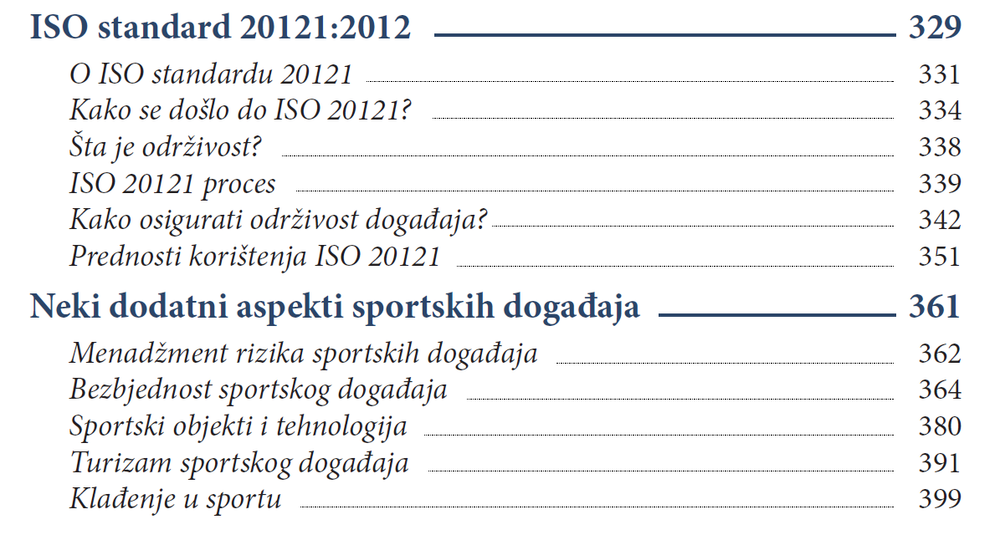 ISO standard 20121:2012 329
O ISO standardu 20121 331
Kako se došlo do ISO 20121? 334
Šta je održivost? 338
ISO 20121 proces 339
Kako osigurati održivost događaja? 342
Prednosti korištenja ISO 20121 351
Neki dodatni aspekti sportskih događaja 361
Menadžment rizika sportskih događaja 362
Bezbjednost sportskog događaja 364
Sportski objekti i tehnologija 380
Turizam sportskog događaja 391
Klađenje u sportu 399